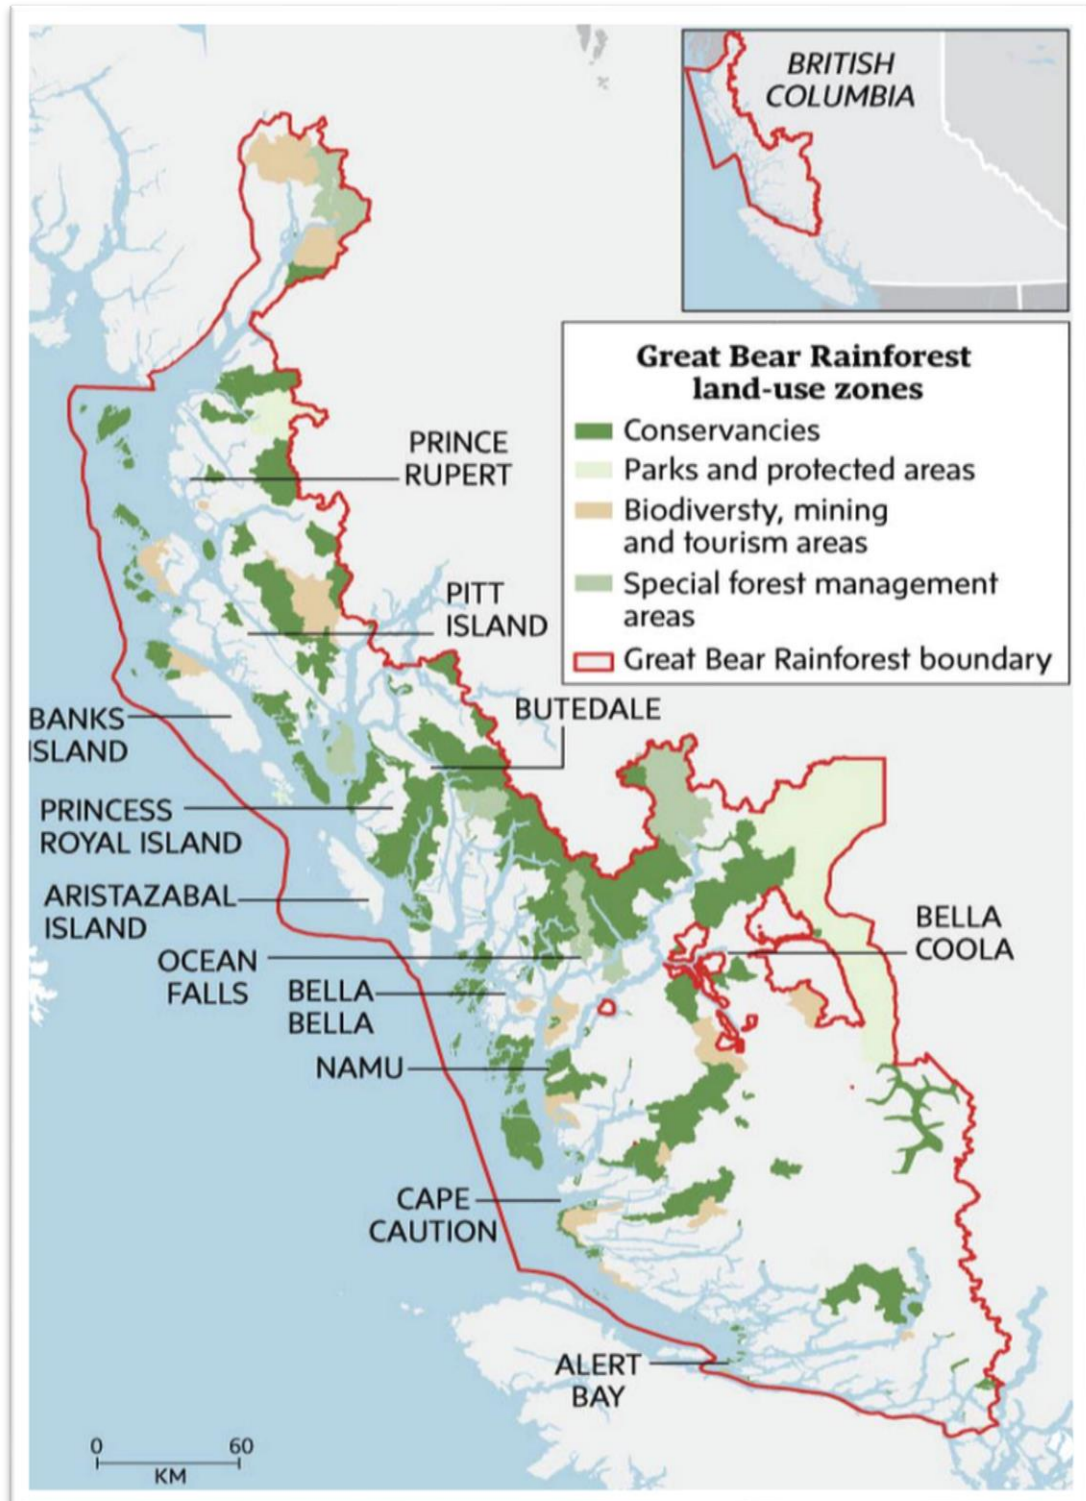 BRITISH
COLUMBIA
Great Bear Rainforest
land-use zones
Conservancies
Parks and protected areas
Biodiversty, mining
and tourism areas
Special forest management
areas
Great Bear Rainforest boundary
PRINCE
RUPERT
PITT
ISLAND
BUTEDALE
BANKS
ISLAND
PRINCESS
ROYAL ISLAND
ARISTAZABAL
ISLAND
BELLA
COOLA
OCEAN
FALLS
BELLA
BELLA
NAMU
CAPE
CAUTION
ALERT
BAY
0 60
KM